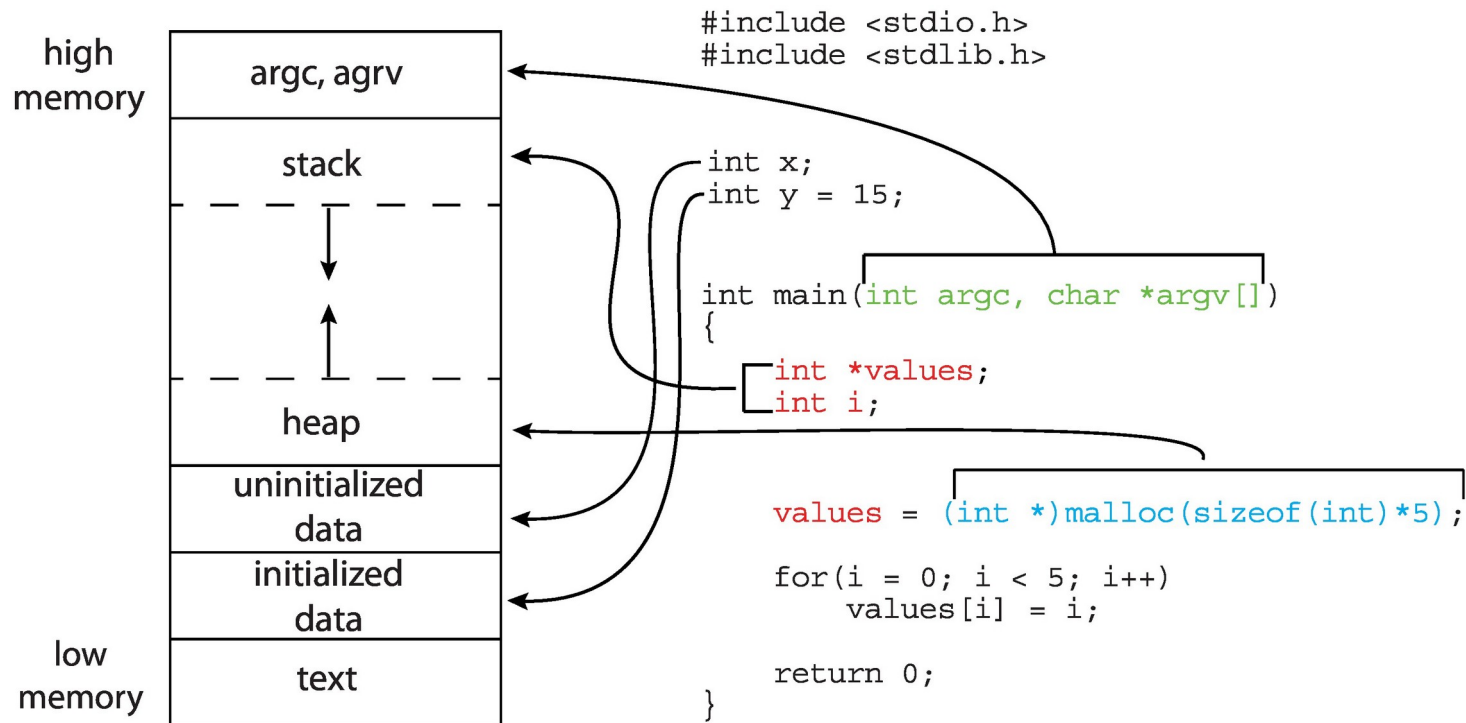 high
memory
argc, agrv
stack
heap
uninitialized
data
initialized
data
low
memory
text
#include <stdio.h>
#include <stdlib.h>
int x;
int y = 15;
int main(int argc, char *argv[])
{
int *values;
int i;
values = (int *)malloc(sizeof(int)*5);
for(i = 0; i < 5; i++)
values[i] = i;
return 0;
}